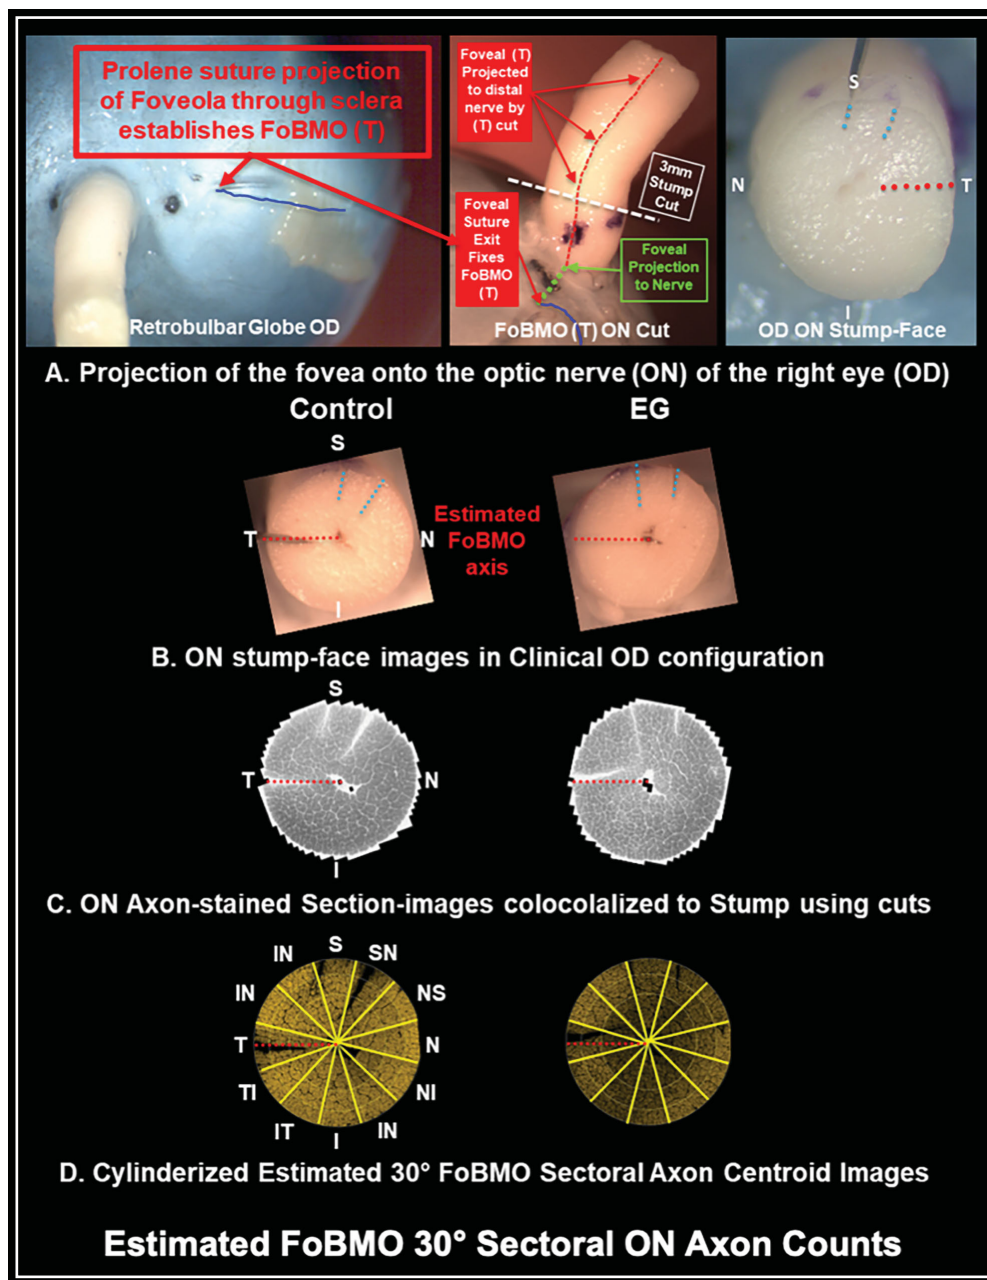 Prolene suture projection
of Foveola through sclera
establishes FoBMO (T)
Retrobulbar Globe OD
Foveal (T)
Projected
to distal
nerve by
(T) cut
3mm
Stump
Cut
Foveal
Suture
Exit
Fixes
FoBMO
(T)
Foveal
Projection
to Nerve
FoBMO (T) ON Cut
S
N
T
I
OD ON Stump-Face
A. Projection of the fovea onto the optic nerve (ON) of the right eye (OD)
Control
EG
S
T
N
I
Estimated
FoBMO
axis
B. ON stump-face images in Clinical OD configuration
S
T
N
I
C. ON Axon-stained Section-images colocolalized to Stump using cuts
IN
S
SN
IN
NS
T
N
TI
NI
IT
I
IN
D. Cylinderized Estimated 30° FoBMO Sectoral Axon Centroid Images
Estimated FoBMO 30° Sectoral ON Axon Counts